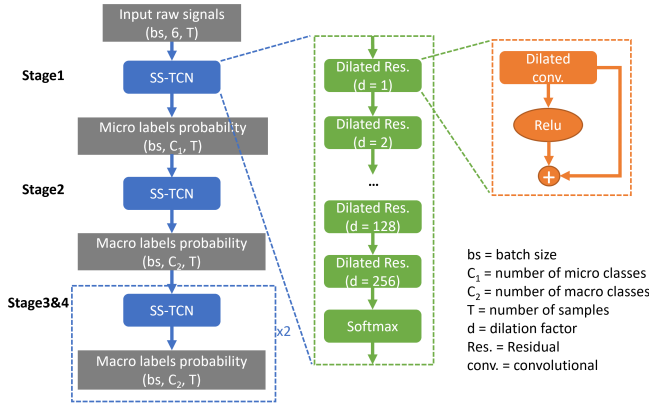 Input raw signals
(bs, 6, T)
Stage1
SS-TCN
Micro labels probability
(bs, C₁, T)
Stage2
SS-TCN
Macro labels probability
(bs, C₂, T)
Stage3&4
SS-TCN
x2
Macro labels probability
(bs, C₂, T)
Dilated Res.
(d = 1)
Dilated Res.
(d = 2)
...
Dilated Res.
(d = 128)
Dilated Res.
(d = 256)
Softmax
Dilated
conv.
Relu
+
bs = batch size
C₁ = number of micro classes
C₂ = number of macro classes
T = number of samples
d = dilation factor
Res. = Residual
conv. = convolutional